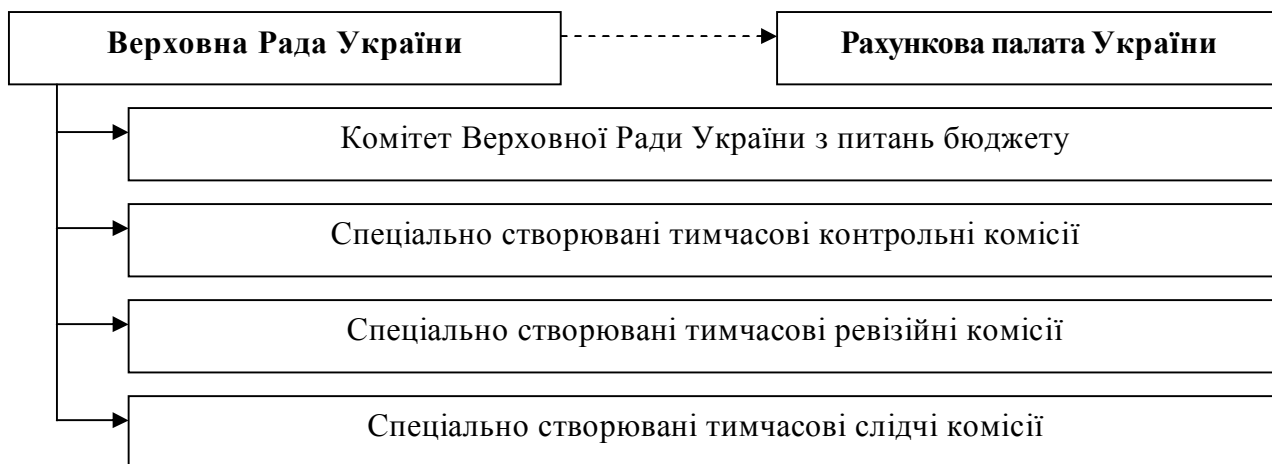 Верховна Рада України
Рахункова палата України
Комітет Верховної Ради України з питань бюджету
Спеціально створювані тимчасові контрольні комісії
Спеціально створювані тимчасові ревізійні комісії
Спеціально створювані тимчасові слідчі комісії